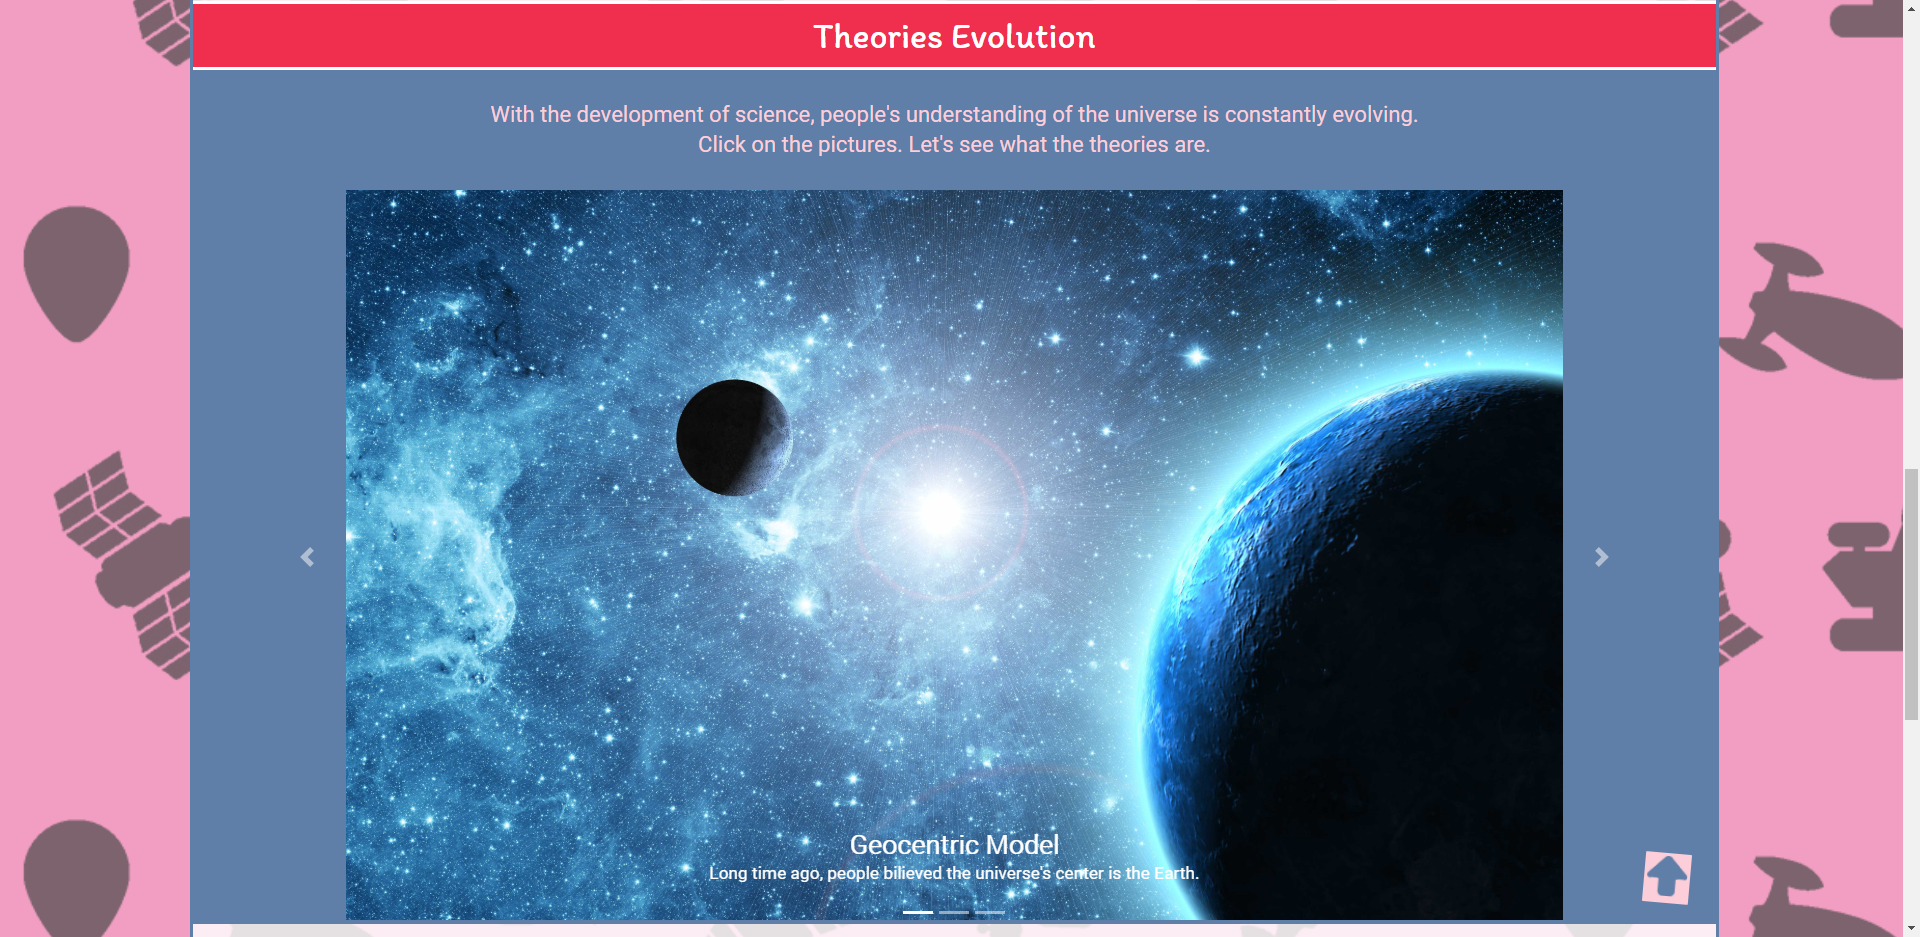 Theories Evolution
With the development of science, people's understanding of the universe is constantly evolving.
Click on the pictures. Let's see what the theories are.
Geocentric Model
Long time ago, people bilieved the universe's center is the Earth.